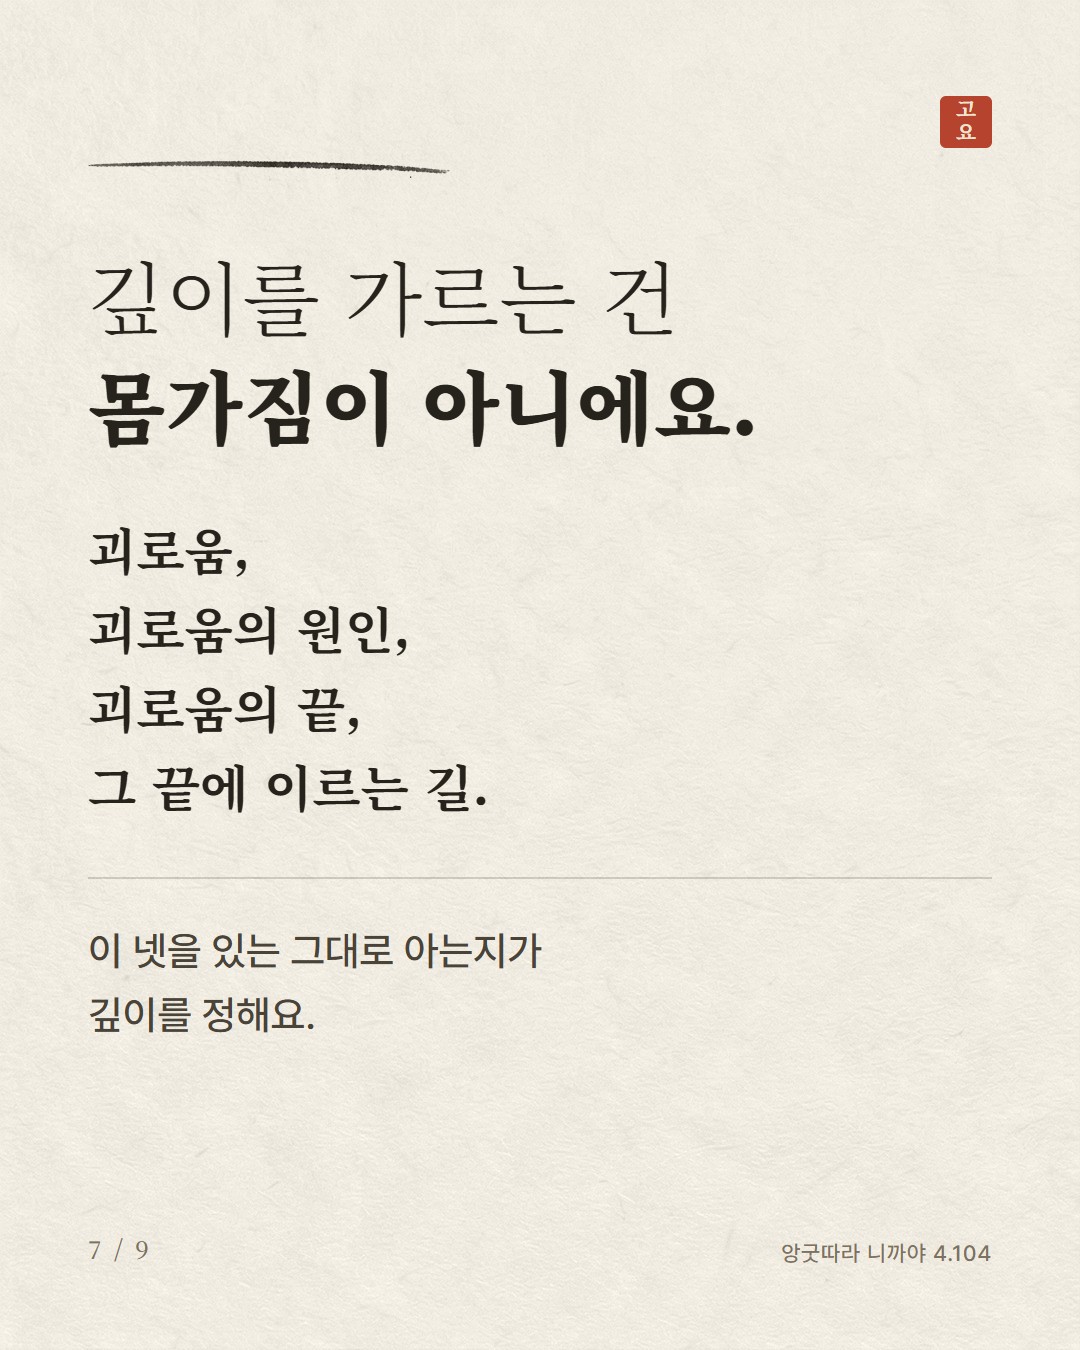 고
요
깊이를 가르는 건
몸가짐이 아니에요.
괴로움,
괴로움의 원인,
괴로움의 끝,
그 끝에 이르는 길.
이 넷을 있는 그대로 아는지가
깊이를 정해요.
7 / 9
앙굿따라 니까야 4.104